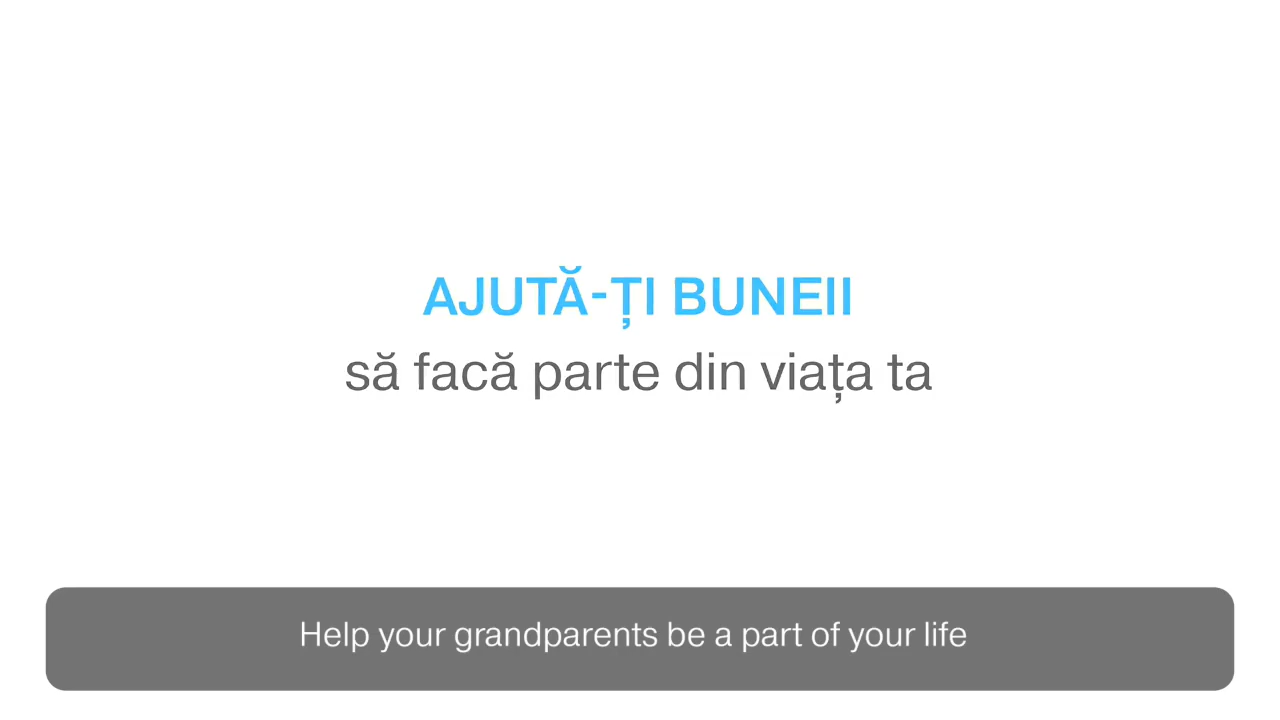 AJUTĂ-ȚI BUNEII
să facă parte din viața ta
Help your grandparents be a part of your life